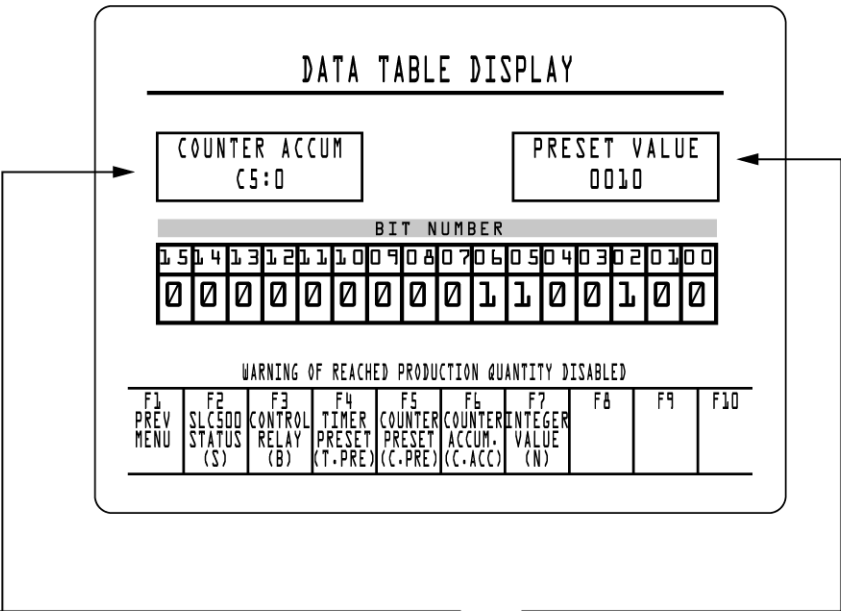 DATA TABLE DISPLAY
COUNTER ACCUM
C5:0
PRESET VALUE
0010
BIT NUMBER
15 14 13 12 11 10 09 08 07 06 05 04 03 02 01 00
0 0 0 0 0 0 0 0 0 1 1 0 0 1 0 0
WARNING OF REACHED PRODUCTION QUANTITY DISABLED
F1 F2 F3 F4 F5 F6 F7 F8 F9 F10
PREV SLC500 CONTROL TIMER COUNTER COUNTER INTEGER
MENU STATUS RELAY PRESET PRESET ACCUM. VALUE
(S) (B) (T.PRE) (C.PRE) (C.ACC) (N)